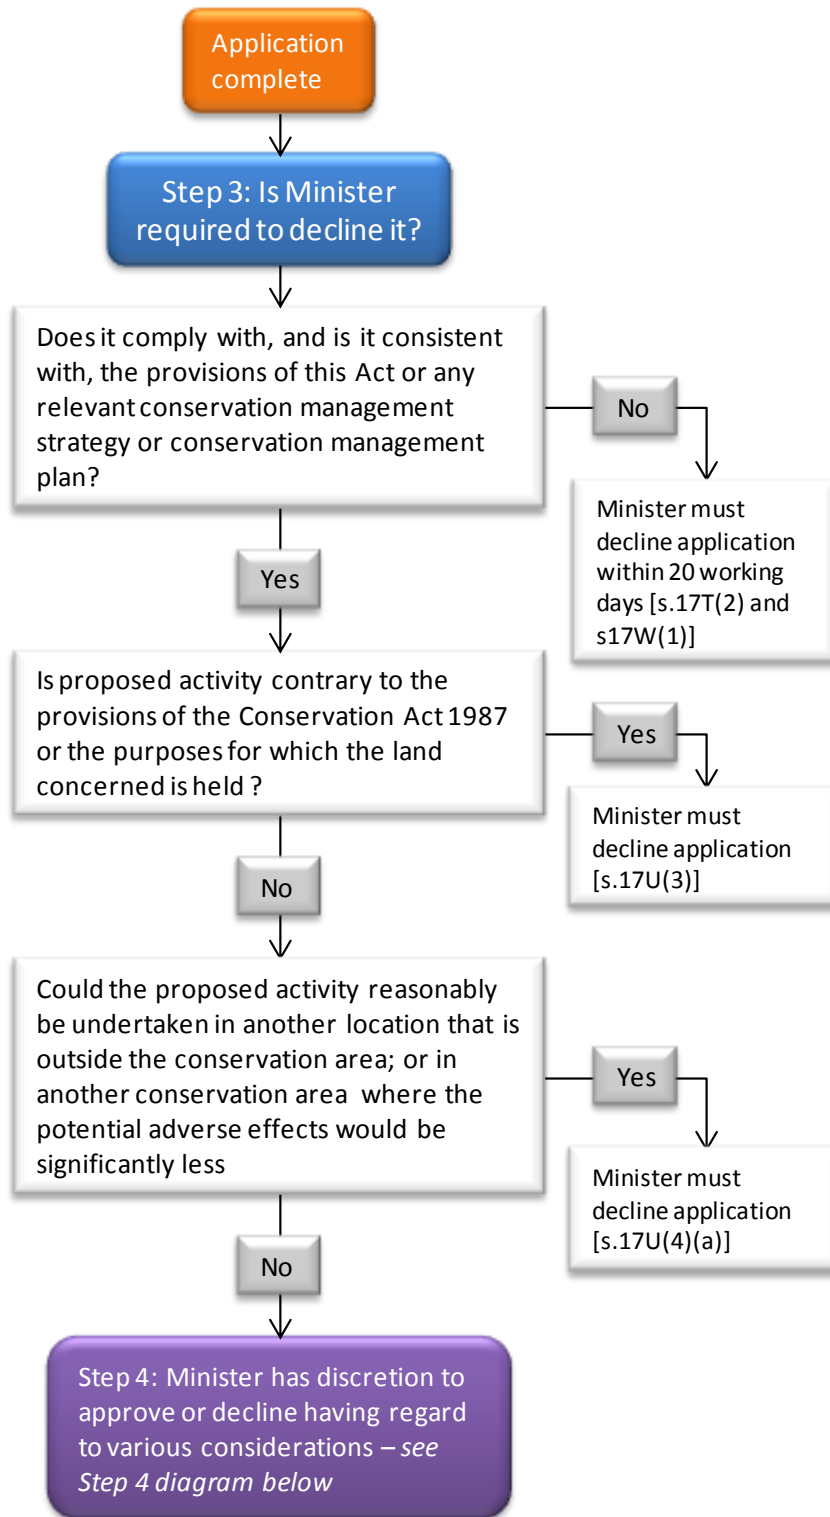 Application
complete
Step 3: Is Minister
required to decline it?
Does it comply with, and is it consistent
with, the provisions of this Act or any
relevant conservation management
strategy or conservation management
plan?
No
Minister must
decline application
within 20 working
days [s.17T(2) and
s17W(1)]
Yes
Is proposed activity contrary to the
provisions of the Conservation Act 1987
or the purposes for which the land
concerned is held ?
Yes
Minister must
decline application
[s.17U(3)]
No
Could the proposed activity reasonably
be undertaken in another location that is
outside the conservation area; or in
another conservation area where the
potential adverse effects would be
significantly less
Yes
Minister must
decline application
[s.17U(4)(a)]
No
Step 4: Minister has discretion to
approve or decline having regard
to various considerations – see
Step 4 diagram below